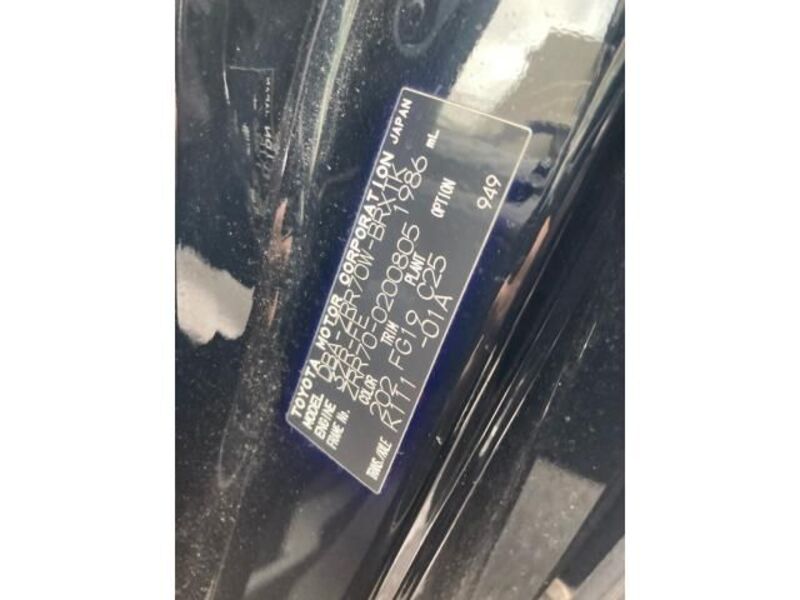 TOYOTA MOTOR CORPORATION JAPAN
MODEL DBA-ZRR70W-BRXTK
ENGINE 3ZR-FE 1986 mL
FRAME No. ZRR70-0200805
COLOR TRIM PLANT OPTION
202 FG19 C25 949
TRANS./AXLE K111 -01A